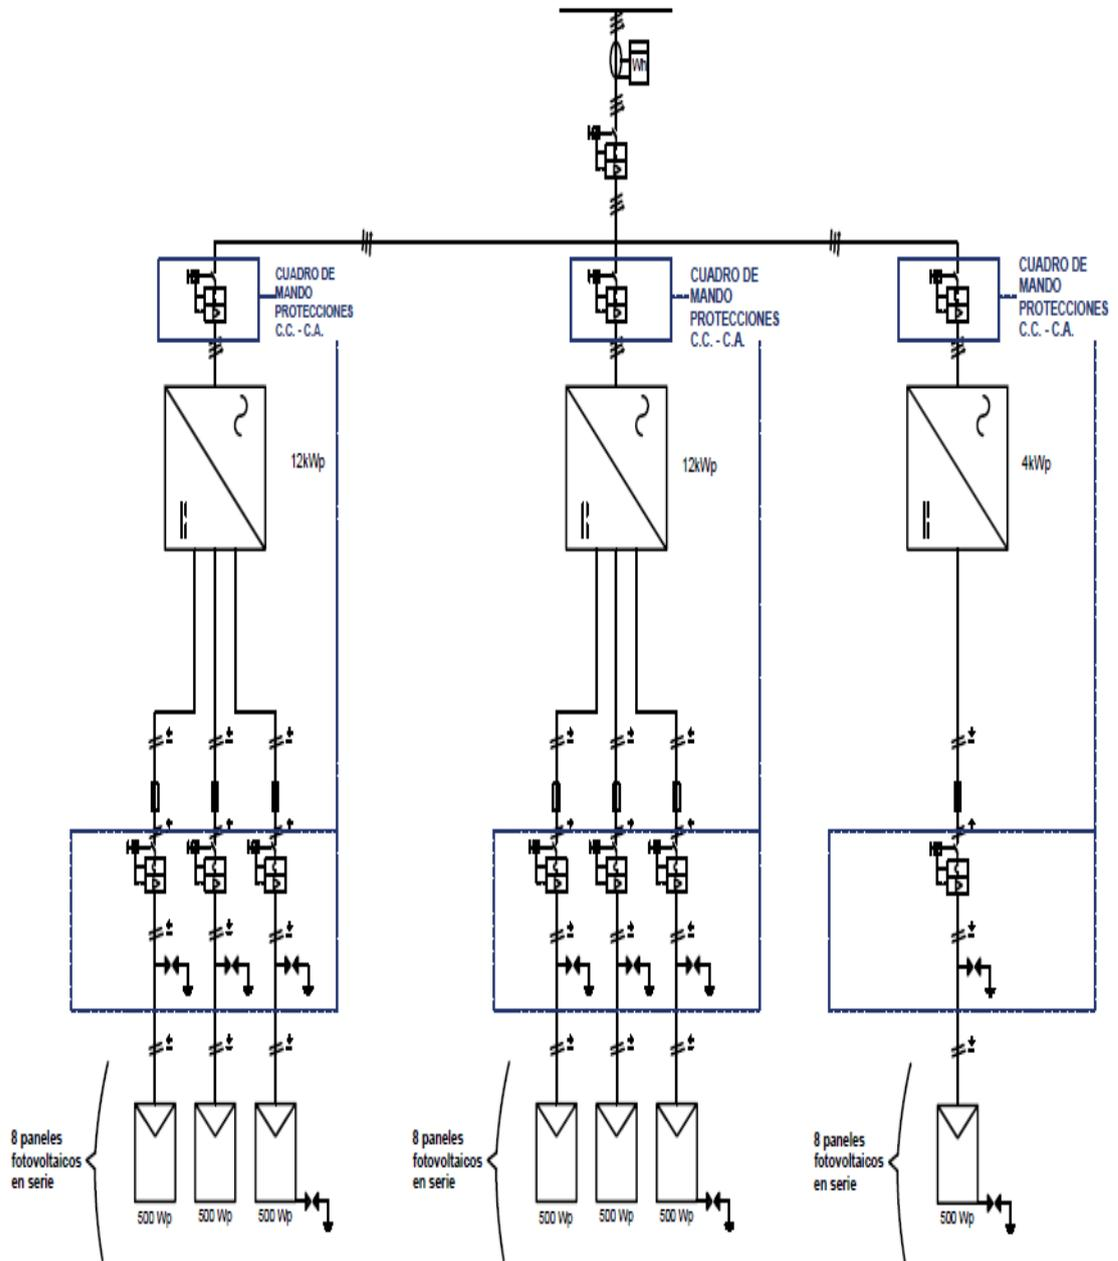 Wh
CUADRO DE
MANDO
PROTECCIONES
C.C. - C.A.
CUADRO DE
MANDO
PROTECCIONES
C.C. - C.A.
CUADRO DE
MANDO
PROTECCIONES
C.C. - C.A.
12kWp
12kWp
4kWp
8 paneles
fotovoltaicos
en serie
500 Wp
500 Wp
500 Wp
8 paneles
fotovoltaicos
en serie
500 Wp
500 Wp
500 Wp
8 paneles
fotovoltaicos
en serie
500 Wp